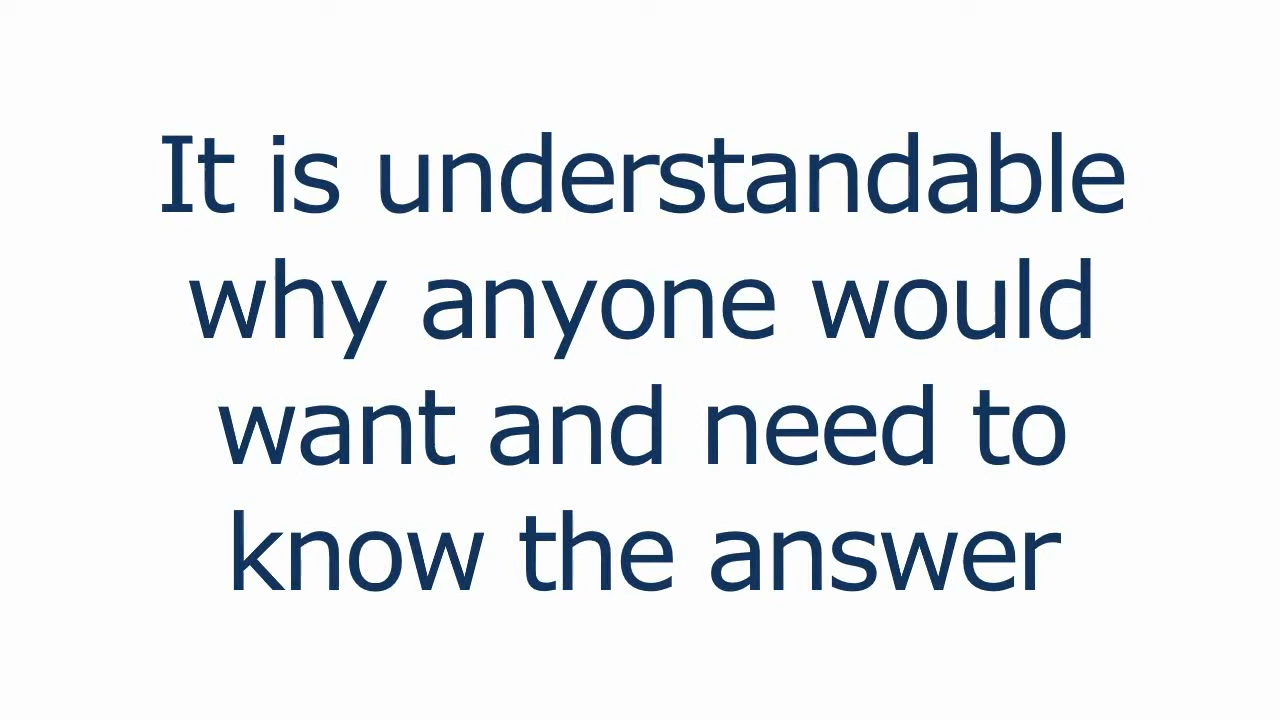 It is understandable
why anyone would
want and need to
know the answer